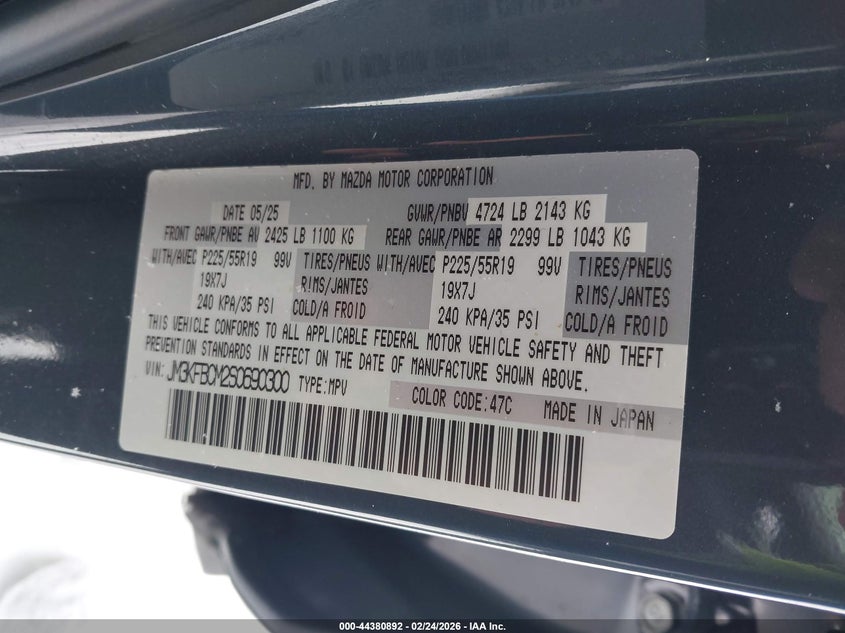 MFD. BY MAZDA MOTOR CORPORATION
DATE 05/25 GVWR/PNBV 4724 LB 2143 KG
FRONT GAWR/PNBE AV 2425 LB 1100 KG REAR GAWR/PNBE AR 2299 LB 1043 KG
WITH/AVEC P225/55R19 99V TIRES/PNEUS WITH/AVEC P225/55R19 99V TIRES/PNEUS
19X7J RIMS/JANTES 19X7J RIMS/JANTES
240 KPA/35 PSI COLD/A FROID 240 KPA/35 PSI COLD/A FROID
THIS VEHICLE CONFORMS TO ALL APPLICABLE FEDERAL MOTOR VEHICLE SAFETY AND THEFT
PREVENTION STANDARDS IN EFFECT ON THE DATE OF MANUFACTURE SHOWN ABOVE.
VIN: JM3KFBCM2S0690300 TYPE:MPV COLOR CODE:47C MADE IN JAPAN
000-44380892 - 02/24/2026 - IAA Inc.